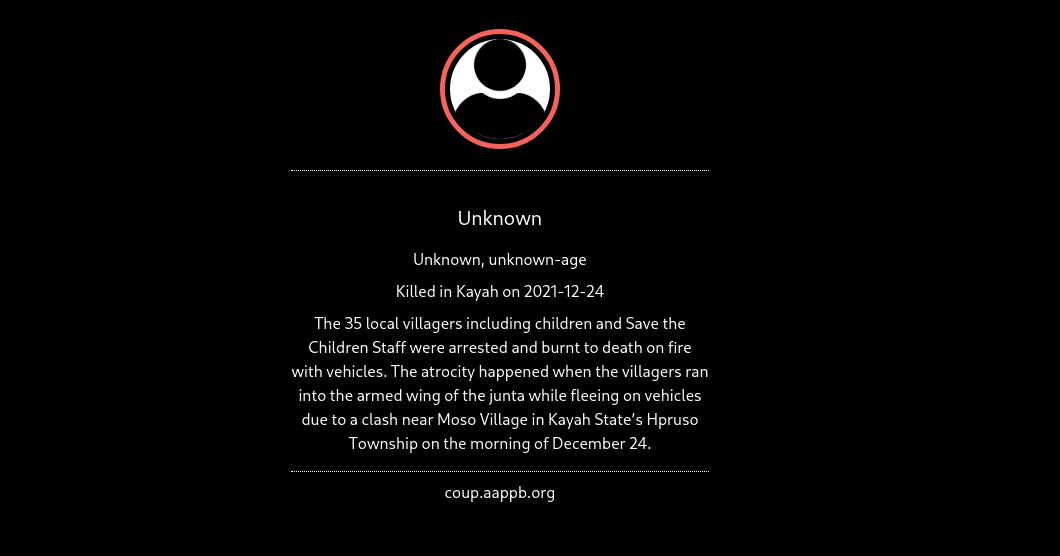 Unknown
Unknown, unknown-age
Killed in Kayah on 2021-12-24
The 35 local villagers including children and Save the
Children Staff were arrested and burnt to death on fire
with vehicles. The atrocity happened when the villagers ran
into the armed wing of the junta while fleeing on vehicles
due to a clash near Moso Village in Kayah State's Hpruso
Township on the morning of December 24.
coup.aappb.org